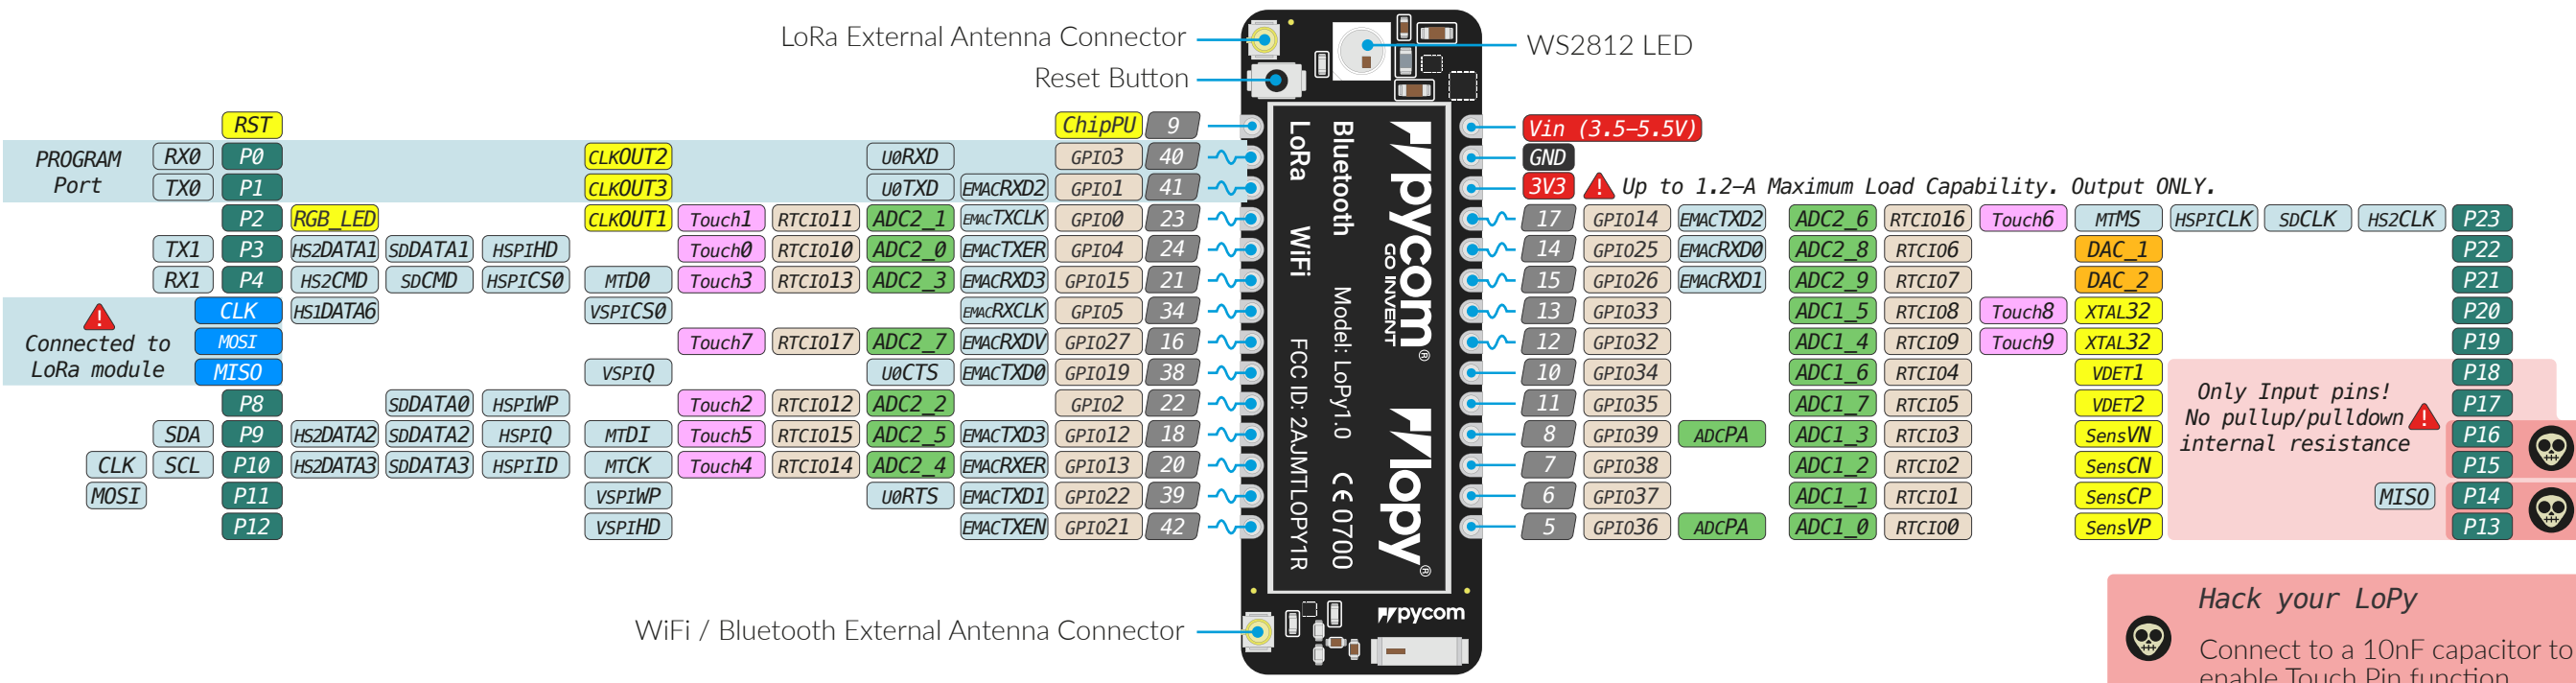 LoRa External Antenna Connector
WS2812 LED
Reset Button
RST ChipPU 9
PROGRAM Port
RX0 P0 CLKOUT2 U0RXD GPIO3 40
TX0 P1 CLKOUT3 U0TXD EMACRXD2 GPIO1 41
P2 RGB_LED CLKOUT1 Touch1 RTCIO11 ADC2_1 EMACTXCLK GPIO0 23
TX1 P3 HS2DATA1 SDDATA1 HSPIHD Touch0 RTCIO10 ADC2_0 EMACTXER GPIO4 24
RX1 P4 HS2CMD SDCMD HSPICS0 MTDO Touch3 RTCIO13 ADC2_3 EMACRXD3 GPIO15 21
Connected to
LoRa module
CLK HS1DATA6 VSPICS0 EMACRXCLK GPIO5 34
MOSI Touch7 RTCIO17 ADC2_7 EMACRXDV GPIO27 16
MISO VSPIQ U0CTS EMACTXD0 GPIO19 38
P8 SDDATA0 HSPIWP Touch2 RTCIO12 ADC2_2 GPIO2 22
SDA P9 HS2DATA2 SDDATA2 HSPIQ MTDI Touch5 RTCIO15 ADC2_5 EMACTXD3 GPIO12 18
CLK SCL P10 HS2DATA3 SDDATA3 HSPIID MTCK Touch4 RTCIO14 ADC2_4 EMACRXER GPIO13 20
MOSI P11 VSPIWP U0RTS EMACTXD1 GPIO22 39
P12 VSPIHD EMACTXEN GPIO21 42
LoRa WiFi FCC ID: 2AJMTLOPY1R
Bluetooth Model: LoPy1.0 CE0700
pycom® lopy®
GO INVENT
pycom
Vin (3.5-5.5V)
GND
3V3 Up to 1.2-A Maximum Load Capability. Output ONLY.
17 GPIO14 EMACTXD2 ADC2_6 RTCIO16 Touch6 MTMS HSPICLK SDCLK HS2CLK P23
14 GPIO25 EMACRXD0 ADC2_8 RTCIO6 DAC_1 P22
15 GPIO26 EMACRXD1 ADC2_9 RTCIO7 DAC_2 P21
13 GPIO33 ADC1_5 RTCIO8 Touch8 XTAL32 P20
12 GPIO32 ADC1_4 RTCIO9 Touch9 XTAL32 P19
10 GPIO34 ADC1_6 RTCIO4 VDET1 P18
11 GPIO35 ADC1_7 RTCIO5 VDET2 P17
8 GPIO39 ADCPA ADC1_3 RTCIO3 SensVN P16
7 GPIO38 ADC1_2 RTCIO2 SensCN P15
6 GPIO37 ADC1_1 RTCIO1 SensCP MISO P14
5 GPIO36 ADCPA ADC1_0 RTCIO0 SensVP P13
Only Input pins!
No pullup/pulldown
internal resistance
WiFi / Bluetooth External Antenna Connector
Hack your LoPy
Connect to a 10nF capacitor to
enable Touch Pin function